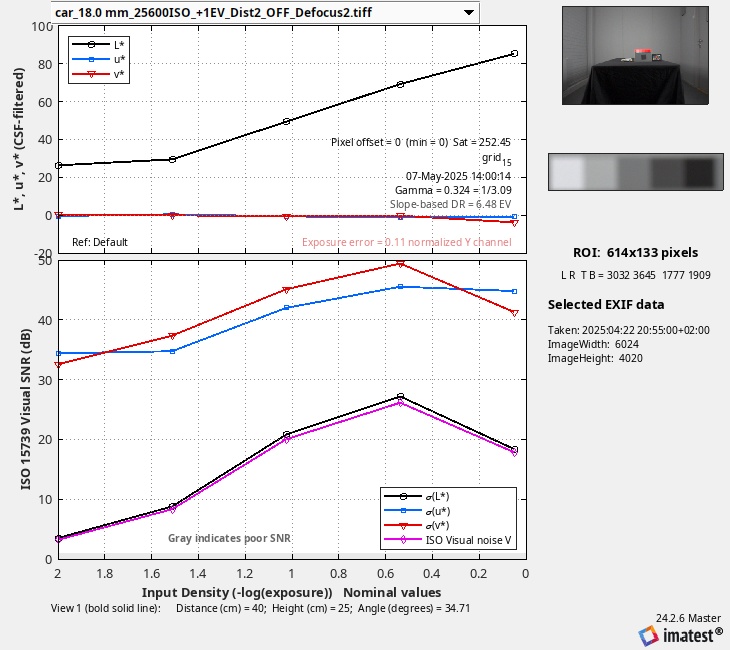 car_18.0 mm_25600ISO_+1EV_Dist2_OFF_Defocus2.tiff
100
80
60
40
20
0
-20
L*, u*, v* (CSF-filtered)
L*
u*
v*
Pixel offset = 0 (min = 0) Sat = 252.45
grid15
07-May-2025 14:00:14
Gamma = 0.324 = 1/3.09
Slope-based DR = 6.48 EV
Ref: Default
Exposure error = 0.11 normalized Y channel
ROI: 614x133 pixels
L R T B = 3032 3645 1777 1909
Selected EXIF data
Taken: 2025:04:22 20:55:00+02:00
ImageWidth: 6024
ImageHeight: 4020
50
40
30
20
10
0
ISO 15739 Visual SNR (dB)
σ(L*)
σ(u*)
σ(v*)
ISO Visual noise V
Gray indicates poor SNR
2 1.8 1.6 1.4 1.2 1 0.8 0.6 0.4 0.2 0
Input Density (-log(exposure)) Nominal values
View 1 (bold solid line): Distance (cm) = 40; Height (cm) = 25; Angle (degrees) = 34.71
24.2.6 Master
imatest®